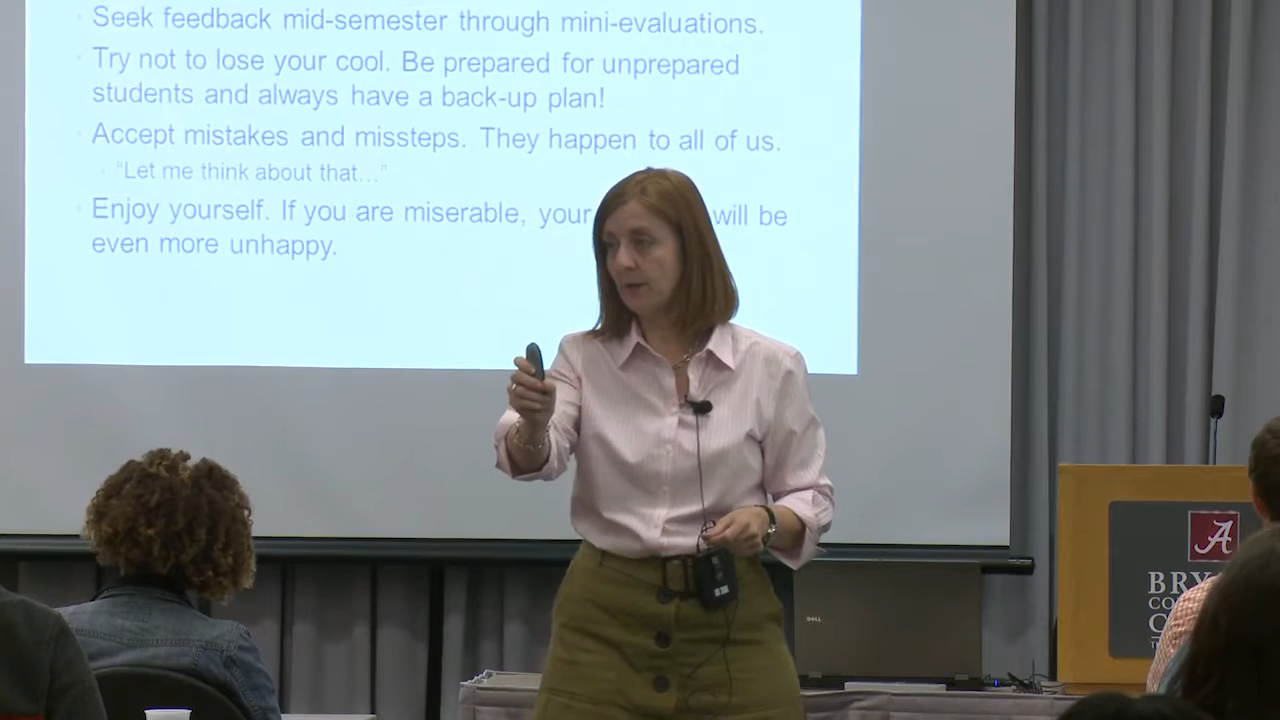 Seek feedback mid-semester through mini-evaluations.
Try not to lose your cool. Be prepared for unprepared
students and always have a back-up plan!
Accept mistakes and missteps. They happen to all of us.
"Let me think about that..."
Enjoy yourself. If you are miserable, your will be
even more unhappy.
DELL
A